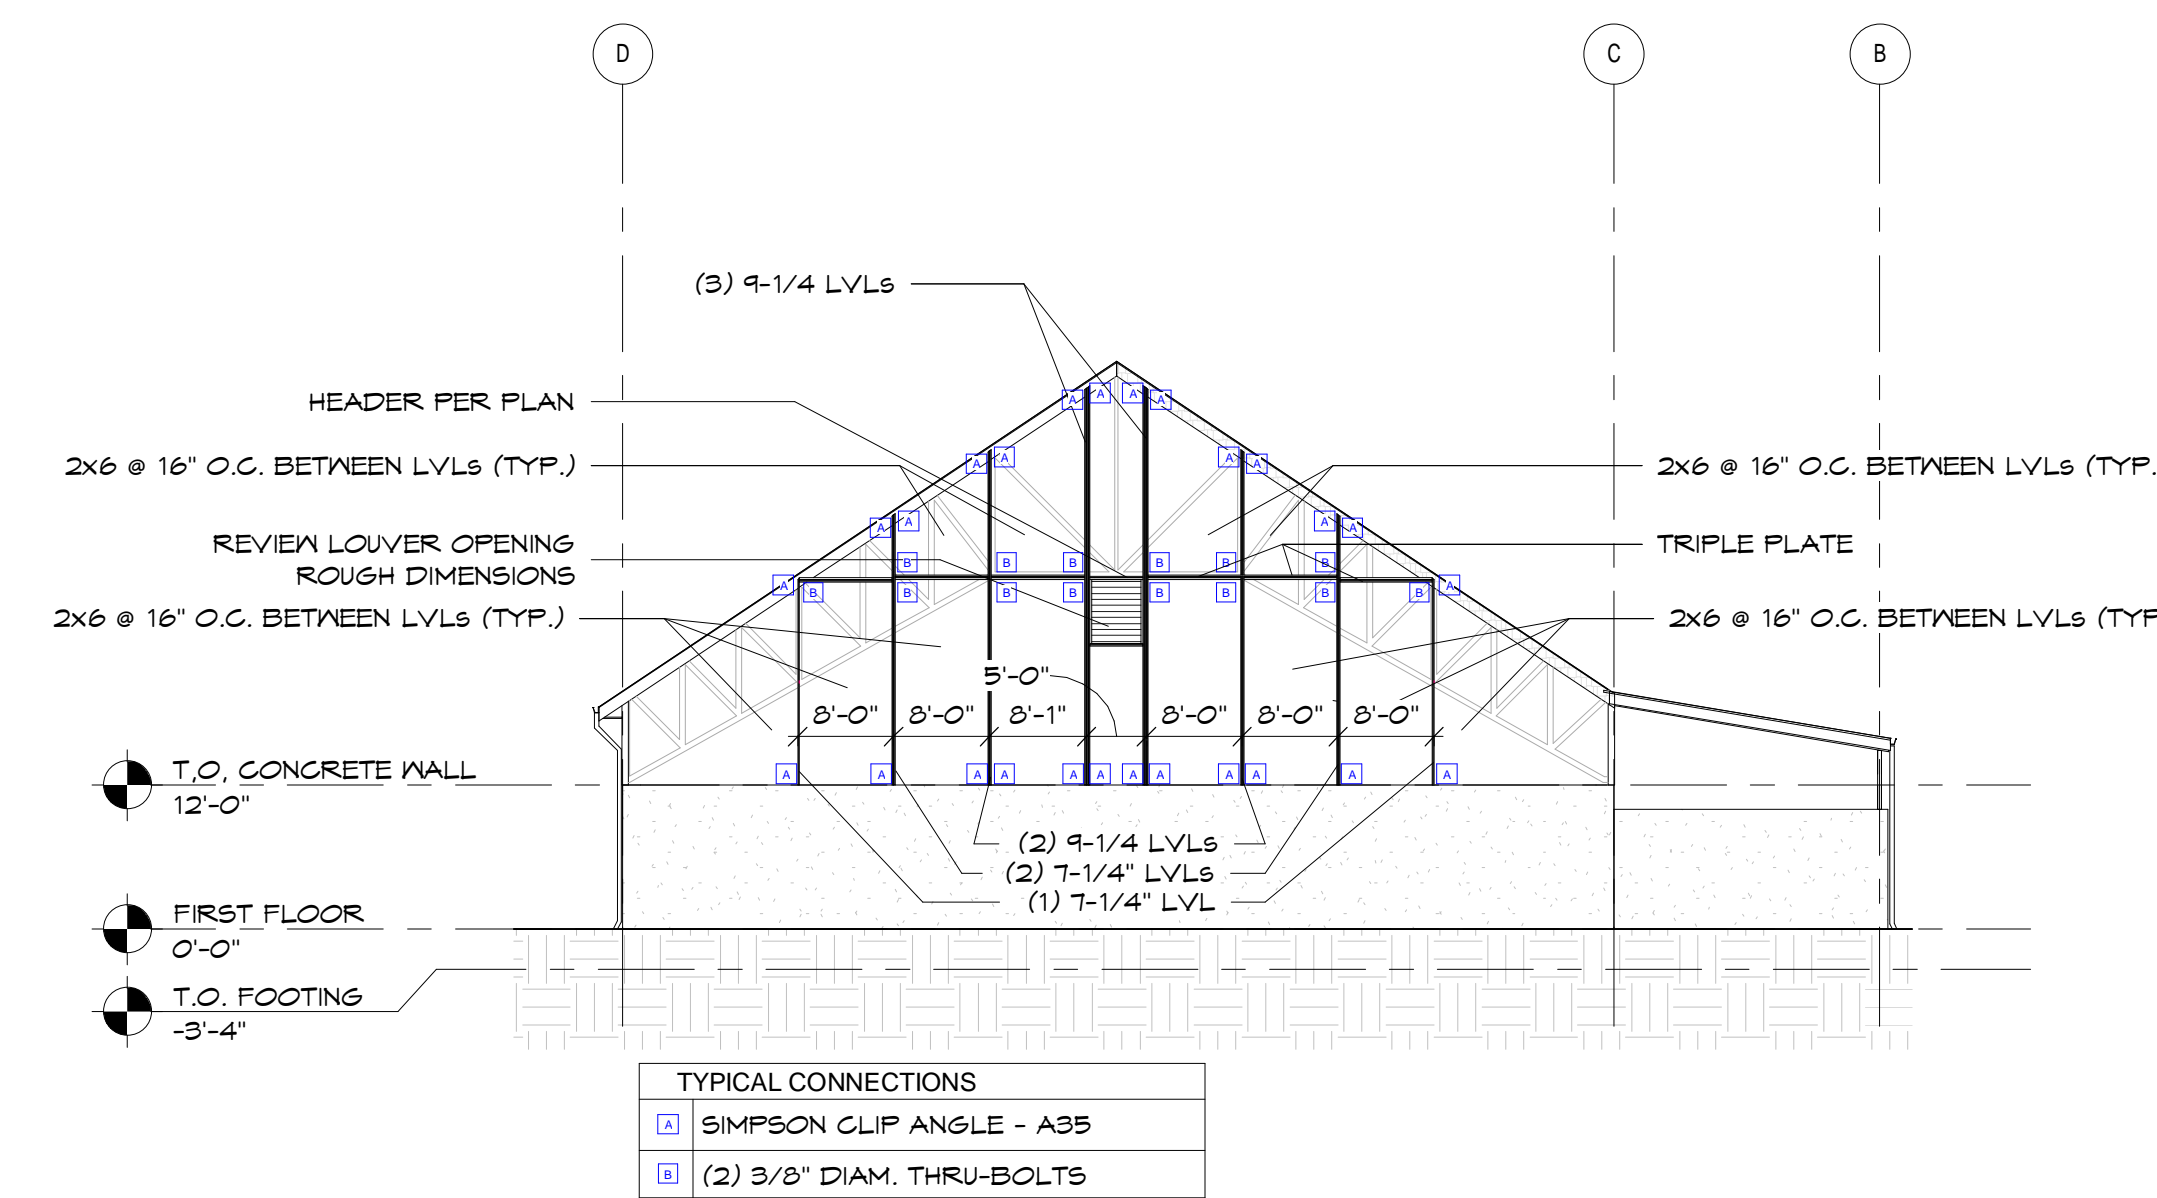 D
C
B
(3) 9-1/4 LVLs
HEADER PER PLAN
2x6 @ 16" O.C. BETWEEN LVLs (TYP.)
2x6 @ 16" O.C. BETWEEN LVLs (TYP.
REVIEW LOUVER OPENING
ROUGH DIMENSIONS
TRIPLE PLATE
2x6 @ 16" O.C. BETWEEN LVLs (TYP.)
2x6 @ 16" O.C. BETWEEN LVLs (TYP
A A A A
A A A A
A A A A
B B B B B B
A A
B B B B B B B B
5'-0"
8'-0" 8'-0" 8'-1" 8'-0" 8'-0" 8'-0"
A A A A A A A A A A A A
T,O, CONCRETE WALL
12'-0"
(2) 9-1/4 LVLs
(2) 7-1/4" LVLs
(1) 7-1/4" LVL
FIRST FLOOR
0'-0"
T.O. FOOTING
-3'-4"
TYPICAL CONNECTIONS
A SIMPSON CLIP ANGLE - A35
B (2) 3/8" DIAM. THRU-BOLTS